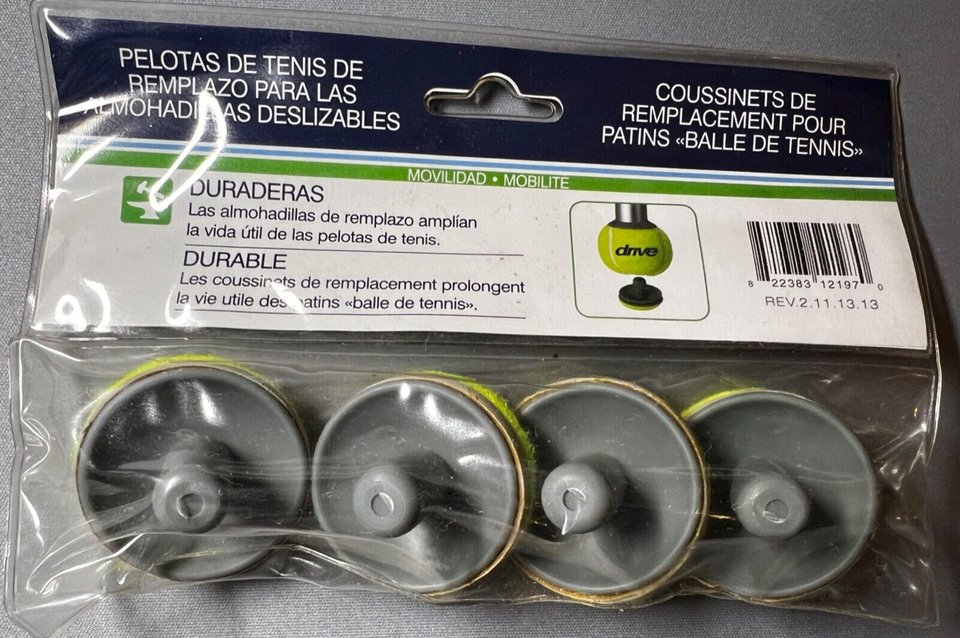 PELOTAS DE TENIS DE
REMPLAZO PARA LAS
ALMOHADILLAS DESLIZABLES
COUSSINETS DE
REMPLACEMENT POUR
PATINS «BALLE DE TENNIS»
MOVILIDAD • MOBILITE
DURADERAS
Las almohadillas de remplazo amplían
la vida útil de las pelotas de tenis.
DURABLE
Les coussinets de remplacement prolongent
la vie utile des patins «balle de tennis».
drive
8 22383 12197 0
REV.2.11.13.13